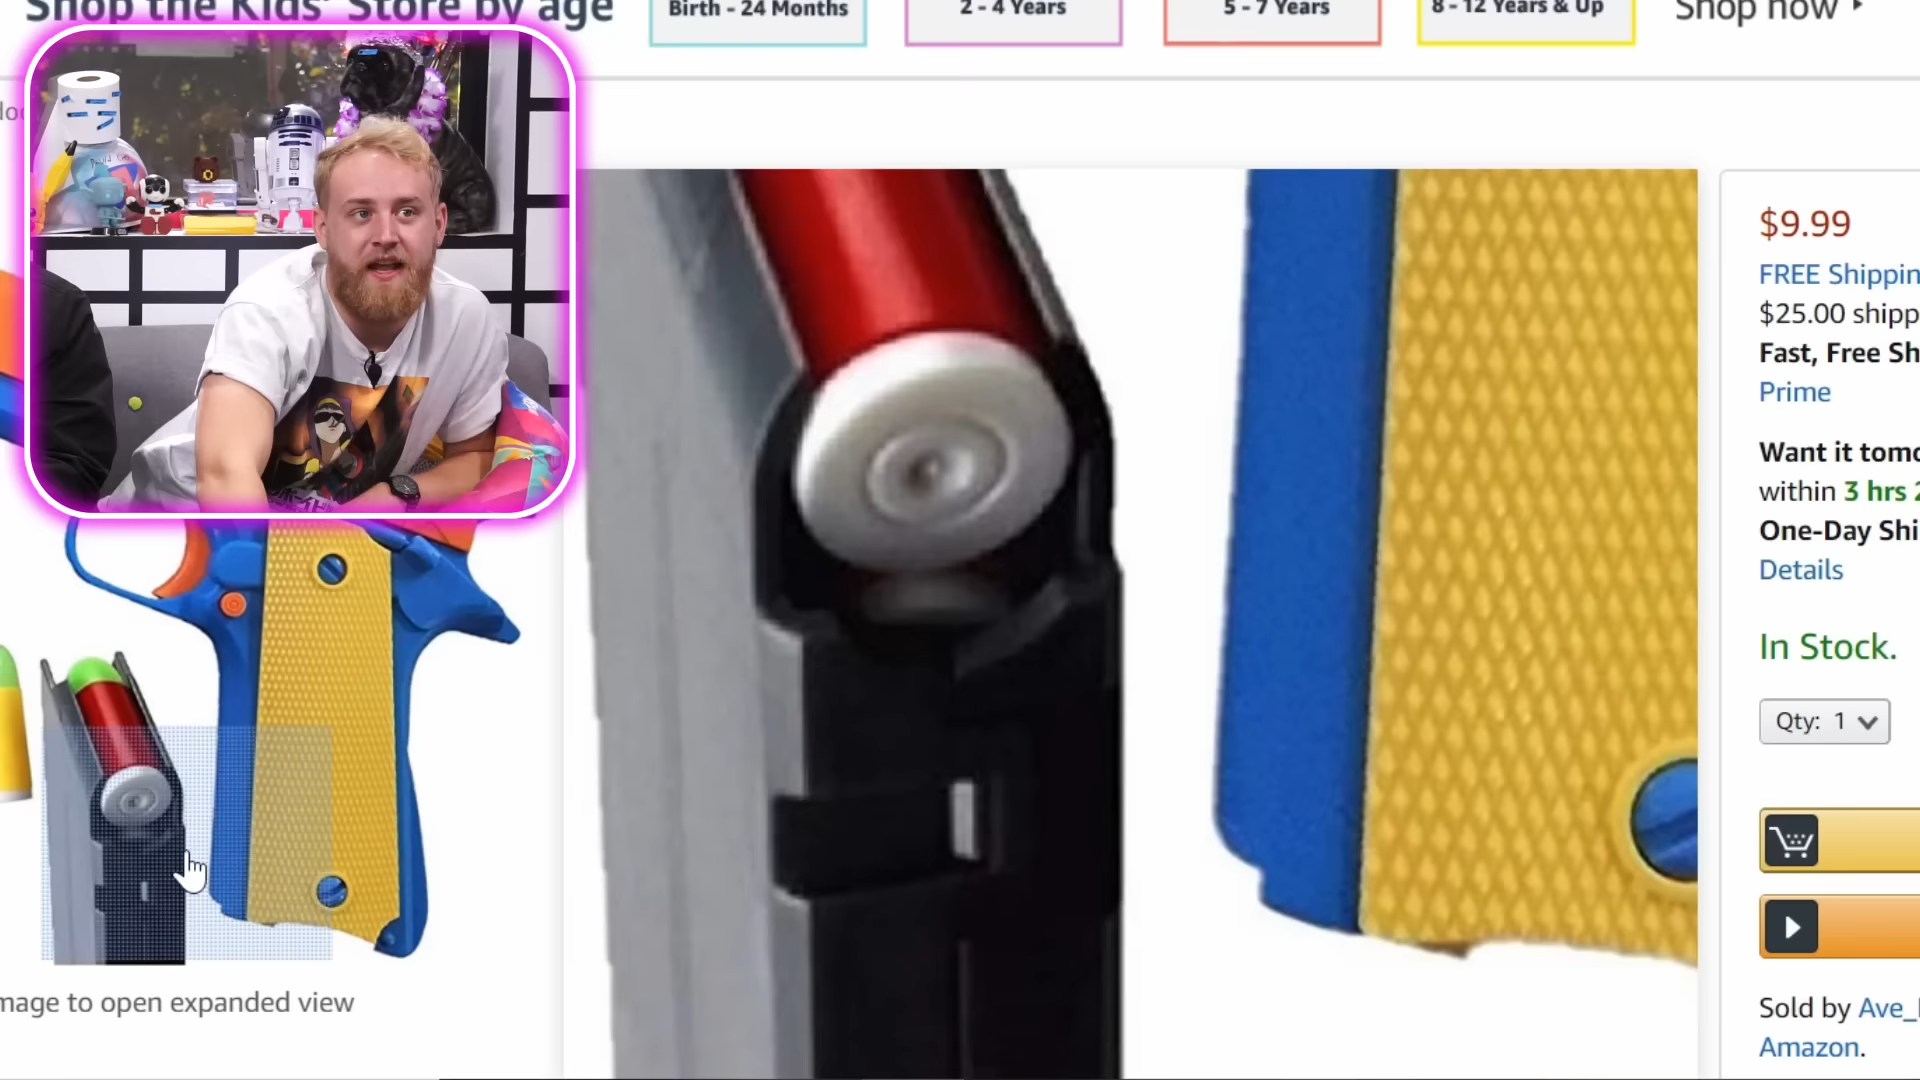 Shop the Kids' Store by age
Birth - 24 Months
2 - 4 Years
5 - 7 Years
8 - 12 Years & Up
Shop now
$9.99
FREE Shippin
$25.00 shipp
Fast, Free Sh
Prime
Want it tomo
within 3 hrs 2
One-Day Shi
Details
In Stock.
Qty: 1
mage to open expanded view
Sold by Ave_
Amazon.